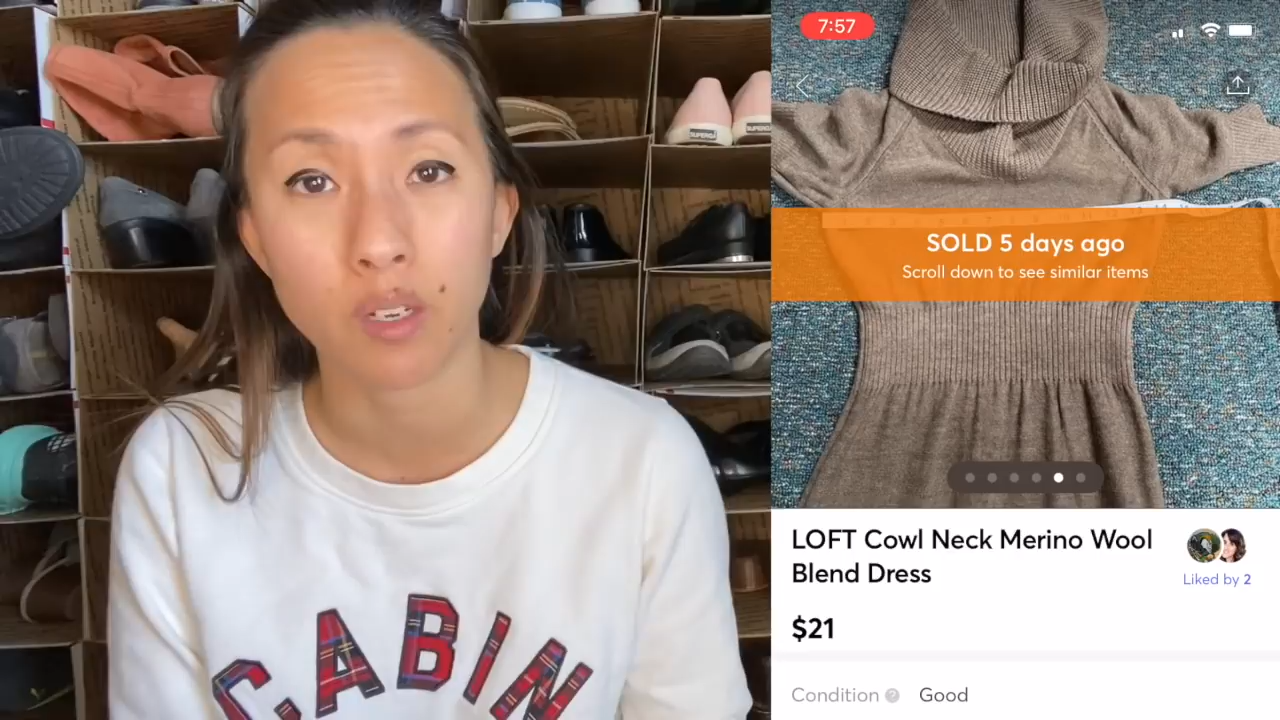 SUPERGA
CABIN
7:57
SOLD 5 days ago
Scroll down to see similar items
LOFT Cowl Neck Merino Wool
Blend Dress
Liked by 2
$21
Condition
Good